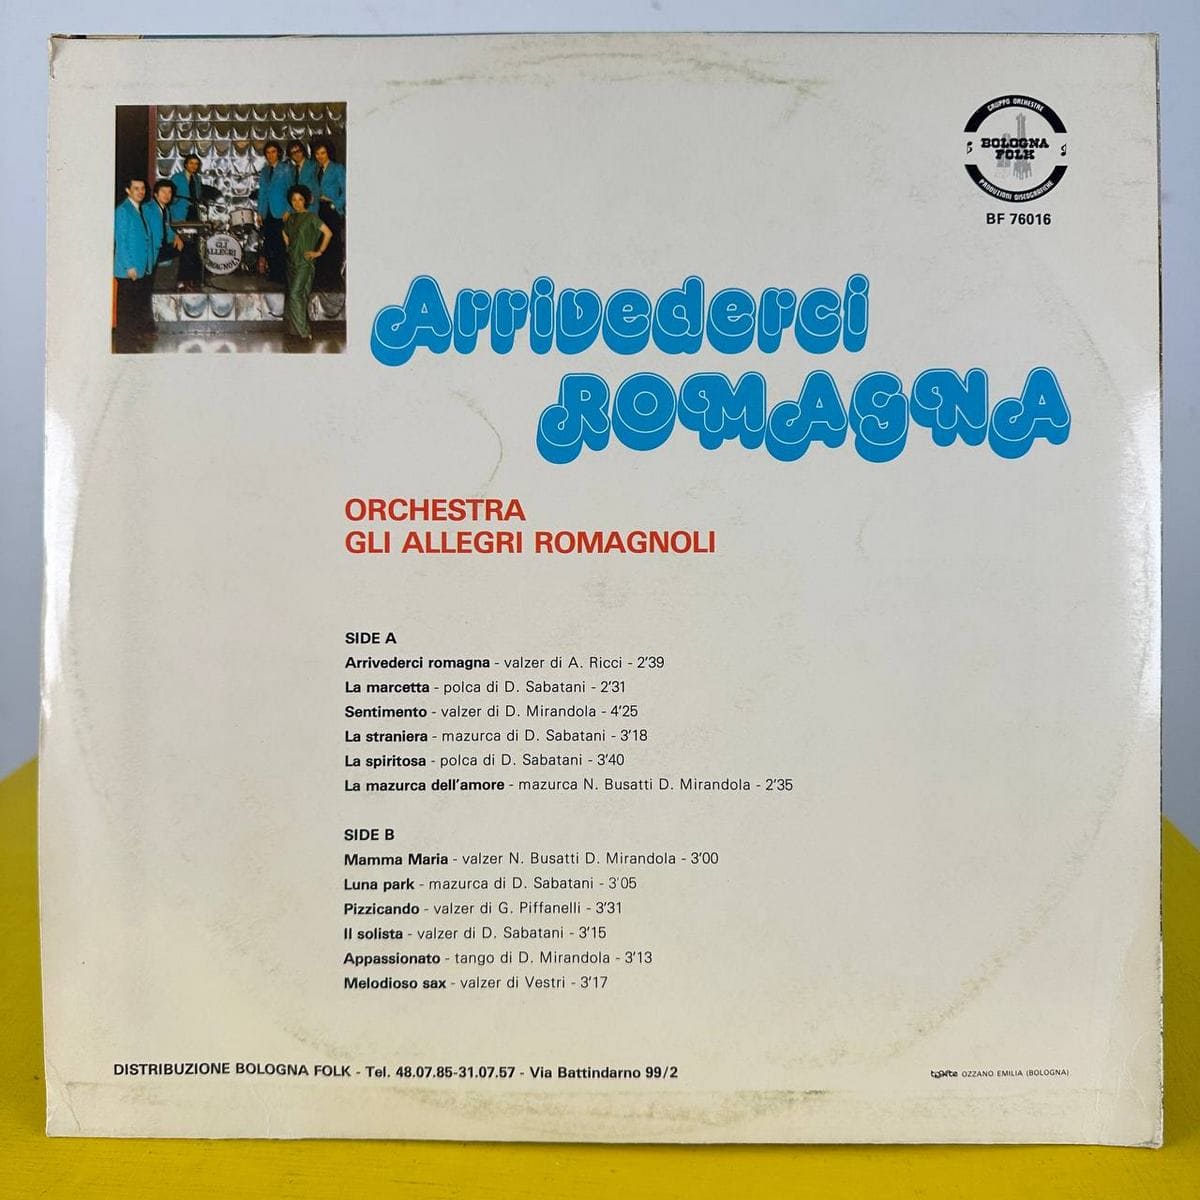 GRUPPO ORCHESTRE
BOLOGNA
FOLK
PRODUZIONI DISCOGRAFICHE
BF 76016
GLI
ALLEGRI
ROMAGNOLI
Arrivederci
ROMAGNA
ORCHESTRA
GLI ALLEGRI ROMAGNOLI
SIDE A
Arrivederci romagna - valzer di A. Ricci - 2'39
La marcetta - polca di D. Sabatani - 2'31
Sentimento - valzer di D. Mirandola - 4'25
La straniera - mazurca di D. Sabatani - 3'18
La spiritosa - polca di D. Sabatani - 3'40
La mazurca dell'amore - mazurca N. Busatti D. Mirandola - 2'35
SIDE B
Mamma Maria - valzer N. Busatti D. Mirandola - 3'00
Luna park - mazurca di D. Sabatani - 3'05
Pizzicando - valzer di G. Piffanelli - 3'31
Il solista - valzer di D. Sabatani - 3'15
Appassionato - tango di D. Mirandola - 3'13
Melodioso sax - valzer di Vestri - 3'17
DISTRIBUZIONE BOLOGNA FOLK - Tel. 48.07.85-31.07.57 - Via Battindarno 99/2
OZZANO EMILIA (BOLOGNA)